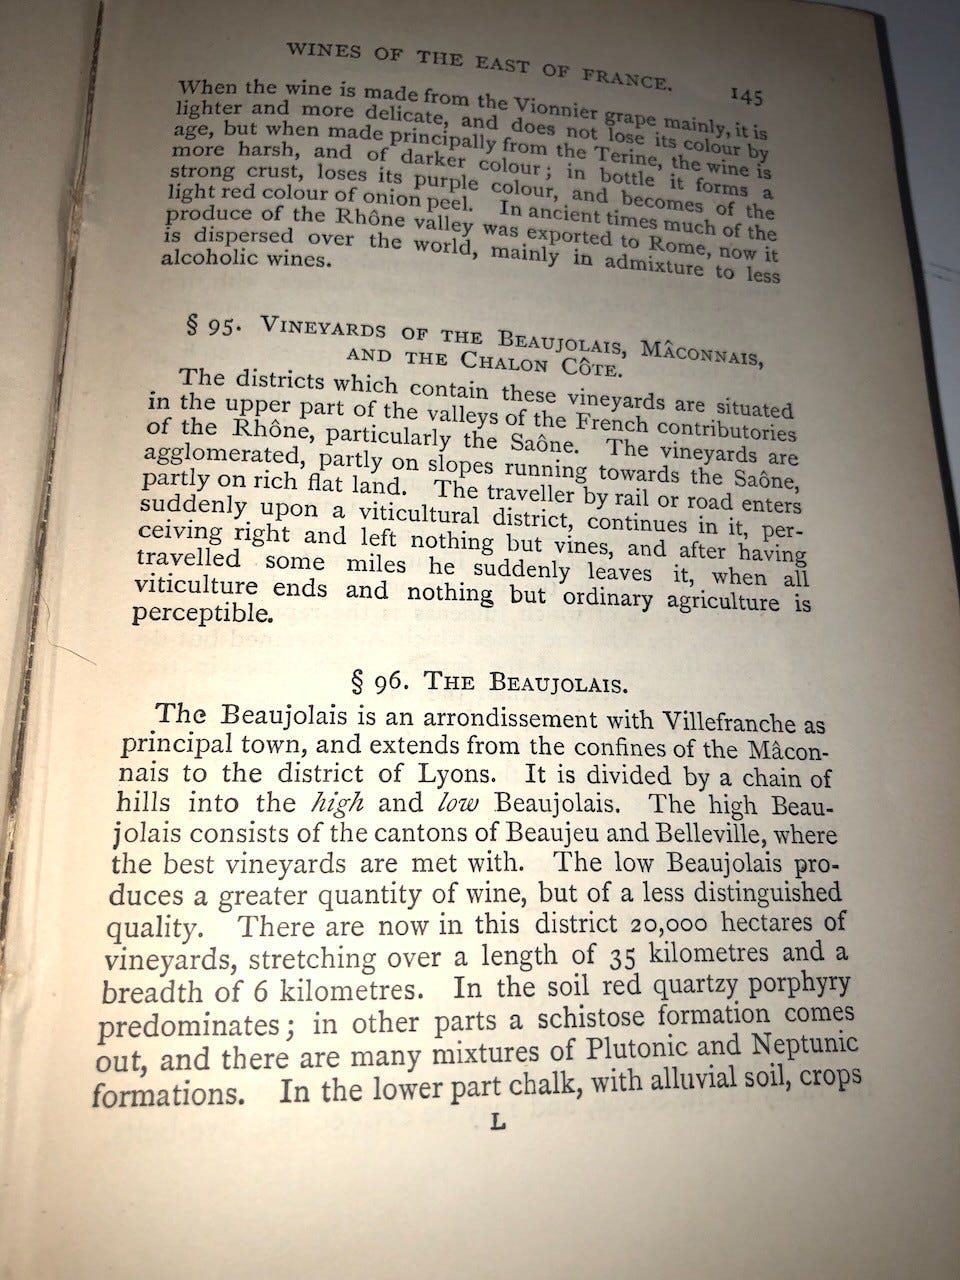 WINES OF THE EAST OF FRANCE. 145
When the wine is made from the Vionnier grape mainly, it is
lighter and more delicate, and does not lose its colour by
age, but when made principally from the Terine, the wine is
more harsh, and of darker colour; in bottle it forms a
strong crust, loses its purple colour, and becomes of the
light red colour of onion peel. In ancient times much of the
produce of the Rhône valley was exported to Rome, now it
is dispersed over the world, mainly in admixture to less
alcoholic wines.
§ 95. VINEYARDS OF THE BEAUJOLAIS, MÂCONNAIS,
AND THE CHALON CÔTE.
The districts which contain these vineyards are situated
in the upper part of the valleys of the French contributories
of the Rhône, particularly the Saône. The vineyards are
agglomerated, partly on slopes running towards the Saône,
partly on rich flat land. The traveller by rail or road enters
suddenly upon a viticultural district, continues in it, per-
ceiving right and left nothing but vines, and after having
travelled some miles he suddenly leaves it, when all
viticulture ends and nothing but ordinary agriculture is
perceptible.
§ 96. THE BEAUJOLAIS.
The Beaujolais is an arrondissement with Villefranche as
principal town, and extends from the confines of the Mâcon-
nais to the district of Lyons. It is divided by a chain of
hills into the high and low Beaujolais. The high Beau-
jolais consists of the cantons of Beaujeu and Belleville, where
the best vineyards are met with. The low Beaujolais pro-
duces a greater quantity of wine, but of a less distinguished
quality. There are now in this district 20,000 hectares of
vineyards, stretching over a length of 35 kilometres and a
breadth of 6 kilometres. In the soil red quartzy porphyry
predominates; in other parts a schistose formation comes
out, and there are many mixtures of Plutonic and Neptunic
formations. In the lower part chalk, with alluvial soil, crops
L